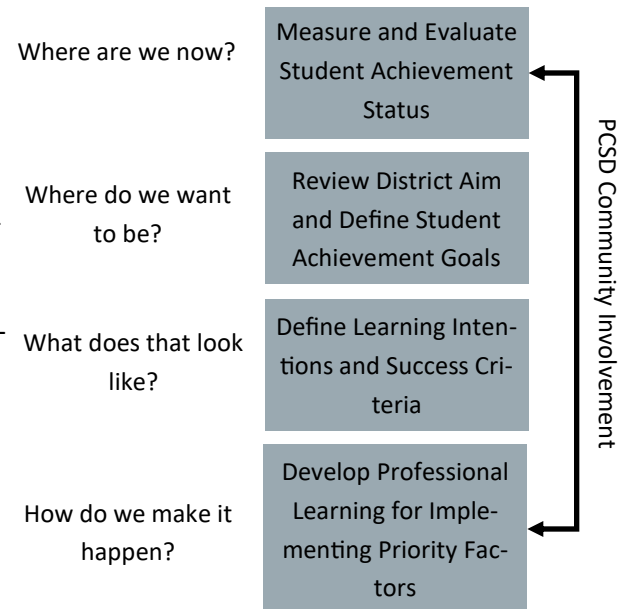 Where are we now?
Measure and Evaluate
Student Achievement
Status
Where do we want
to be?
Review District Aim
and Define Student
Achievement Goals
What does that look
like?
Define Learning Inten-
tions and Success Cri-
teria
How do we make it
happen?
Develop Professional
Learning for Imple-
menting Priority Fac-
tors
PCSD Community Involvement